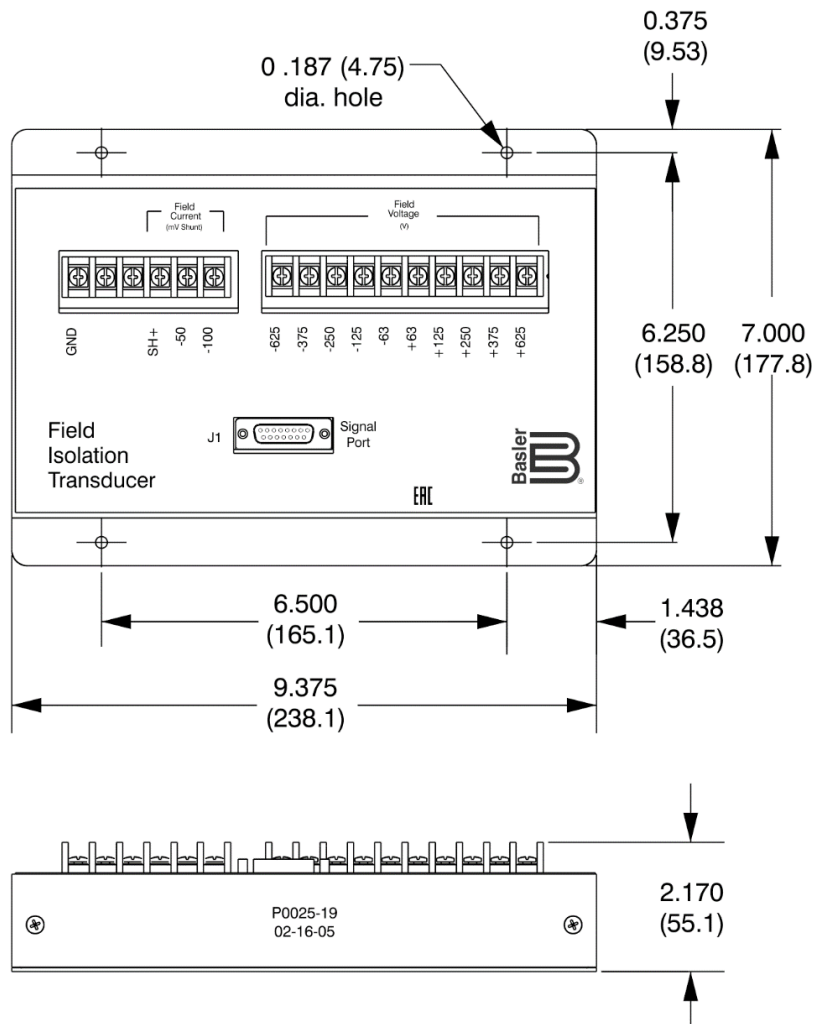 0.375
(9.53)
0 .187 (4.75)
dia. hole
Field
Current
(mV Shunt)
Field
Voltage
(V)
GND
SH+
-50
-100
-625
-375
-250
-125
-63
+63
+125
+250
+375
+625
6.250
(158.8)
7.000
(177.8)
Field
Isolation
Transducer
J1
Signal
Port
EAC
Basler
®
6.500
(165.1)
1.438
(36.5)
9.375
(238.1)
P0025-19
02-16-05
2.170
(55.1)